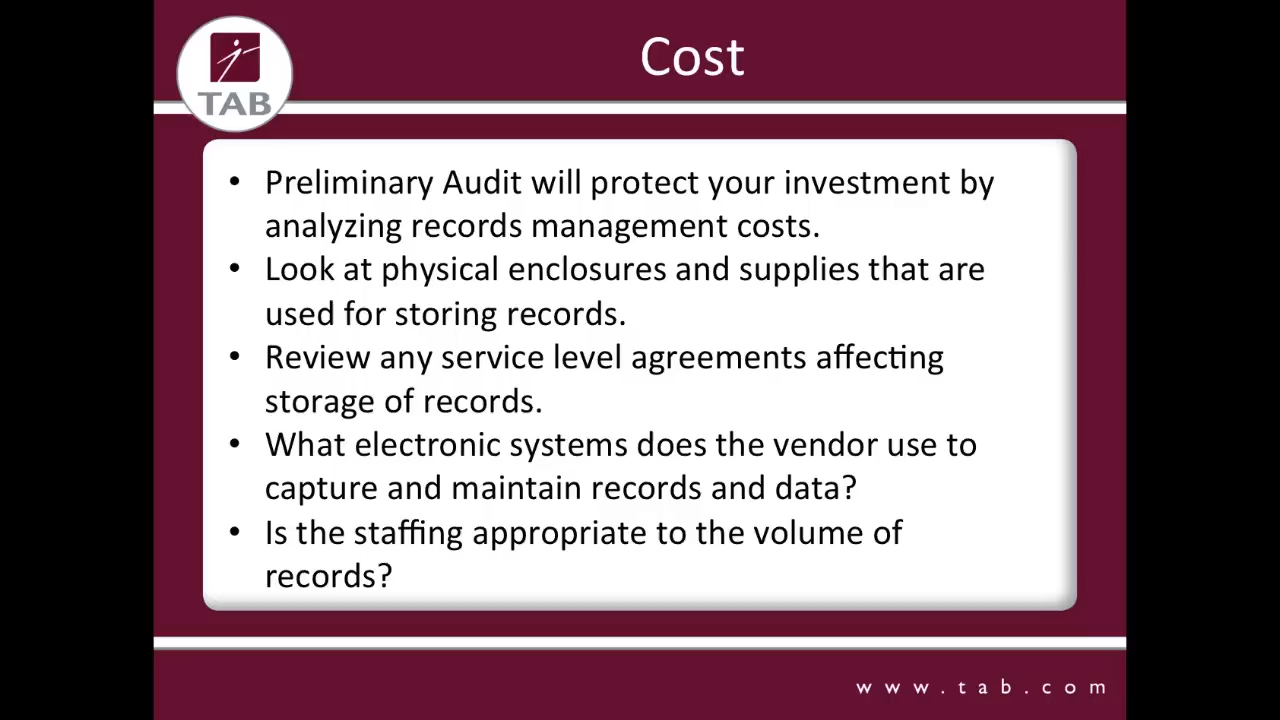 Cost
TAB
• Preliminary Audit will protect your investment by
analyzing records management costs.
• Look at physical enclosures and supplies that are
used for storing records.
• Review any service level agreements affecting
storage of records.
• What electronic systems does the vendor use to
capture and maintain records and data?
• Is the staffing appropriate to the volume of
records?
www.tab.com